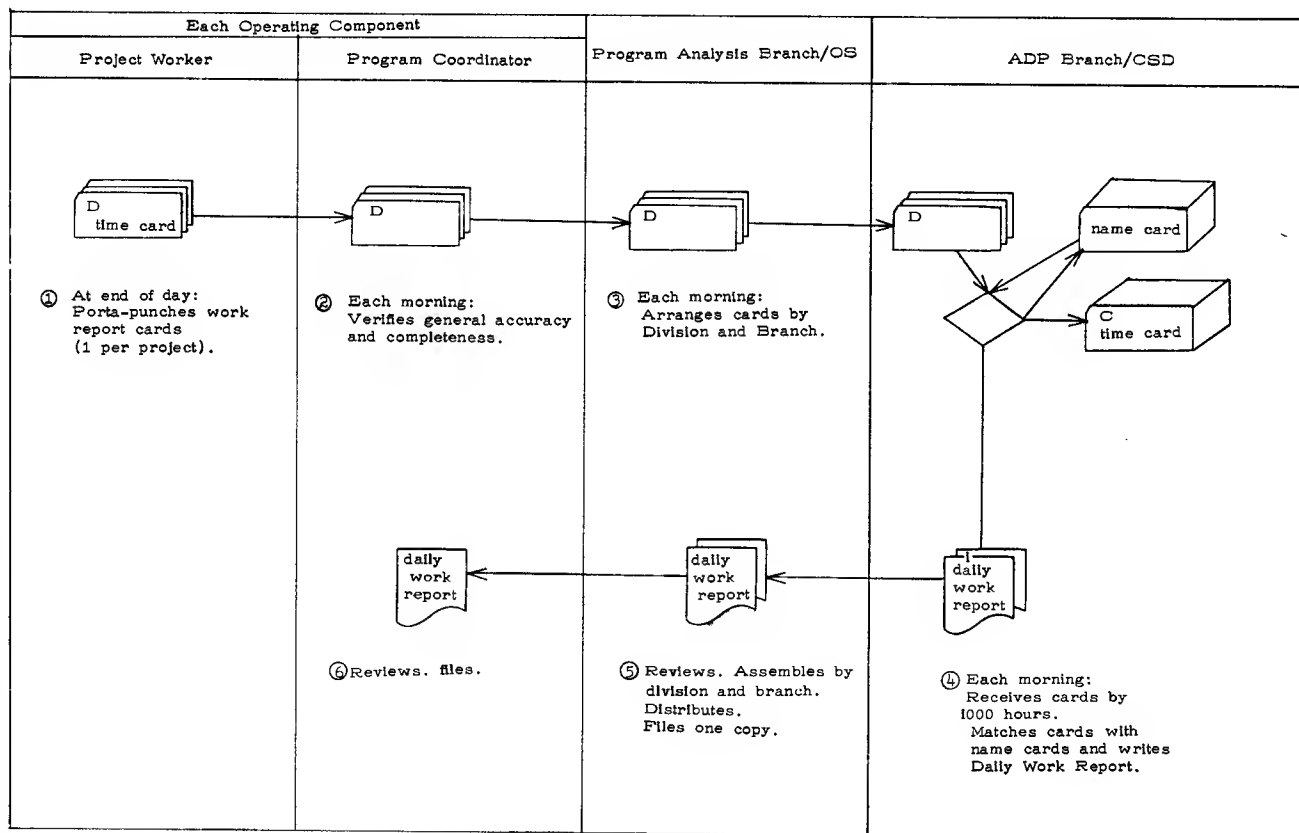 Each Operating Component
Project Worker
Program Coordinator
Program Analysis Branch/OS
ADP Branch/CSD
D
time card
D
D
D
name card
C
time card
① At end of day:
Porta-punches work
report cards
(1 per project).
② Each morning:
Verifies general accuracy
and completeness.
③ Each morning:
Arranges cards by
Division and Branch.
daily
work
report
daily
work
report
1
daily
work
report
⑥ Reviews. files.
⑤ Reviews. Assembles by
division and branch.
Distributes.
Files one copy.
④ Each morning:
Receives cards by
1000 hours.
Matches cards with
name cards and writes
Daily Work Report.